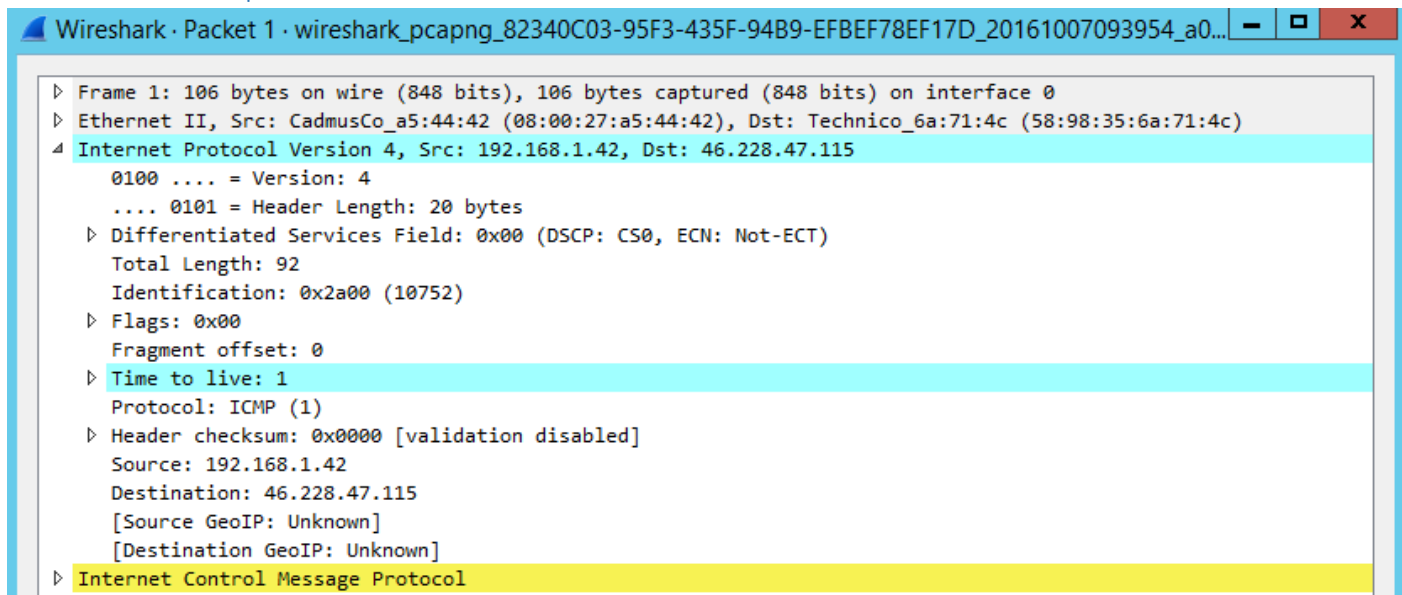 Wireshark · Packet 1 · wireshark_pcapng_82340C03-95F3-435F-94B9-EFBEF78EF17D_20161007093954_a0...
Frame 1: 106 bytes on wire (848 bits), 106 bytes captured (848 bits) on interface 0
Ethernet II, Src: CadmusCo_a5:44:42 (08:00:27:a5:44:42), Dst: Technico_6a:71:4c (58:98:35:6a:71:4c)
Internet Protocol Version 4, Src: 192.168.1.42, Dst: 46.228.47.115
0100 .... = Version: 4
.... 0101 = Header Length: 20 bytes
Differentiated Services Field: 0x00 (DSCP: CS0, ECN: Not-ECT)
Total Length: 92
Identification: 0x2a00 (10752)
Flags: 0x00
Fragment offset: 0
Time to live: 1
Protocol: ICMP (1)
Header checksum: 0x0000 [validation disabled]
Source: 192.168.1.42
Destination: 46.228.47.115
[Source GeoIP: Unknown]
[Destination GeoIP: Unknown]
Internet Control Message Protocol